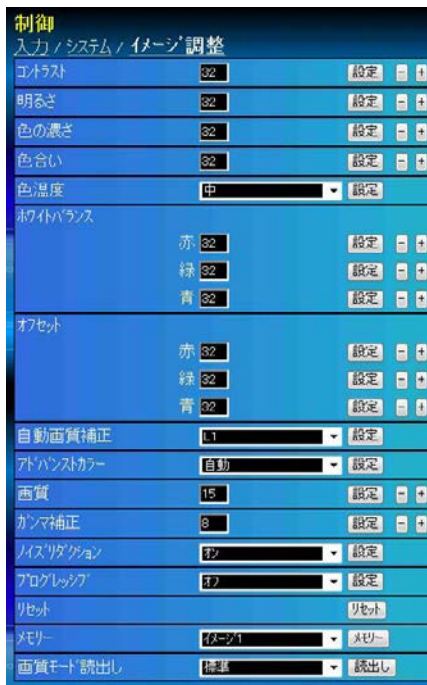 制御
入力 / システム / イメージ調整
コントラスト 32 設定 - +
明るさ 32 設定 - +
色の濃さ 32 設定 - +
色合い 32 設定 - +
色温度 中 設定
ホワイトバランス
赤 32 設定 - +
緑 32 設定 - +
青 32 設定 - +
オフセット
赤 32 設定 - +
緑 32 設定 - +
青 32 設定 - +
自動画質補正 L1 設定
アドバンストカラー 自動 設定
画質 15 設定 - +
ガンマ補正 8 設定 - +
ノイズリダクション オン 設定
プログレッシブ オフ 設定
リセット リセット
メモリー イメージ1 メモリー
画質モード読出し 標準 読出し